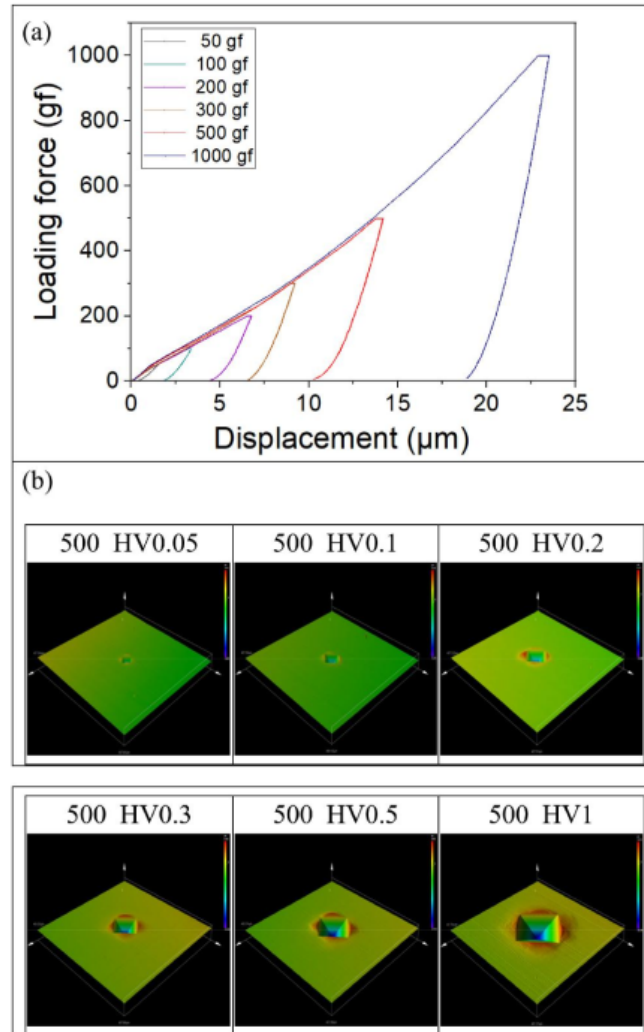 (a)
50 gf
100 gf
200 gf
300 gf
500 gf
1000 gf
1000
800
600
400
200
0
Loading force (gf)
0 5 10 15 20 25
Displacement (μm)
(b)
500 HV0.05 500 HV0.1 500 HV0.2
500 HV0.3 500 HV0.5 500 HV1